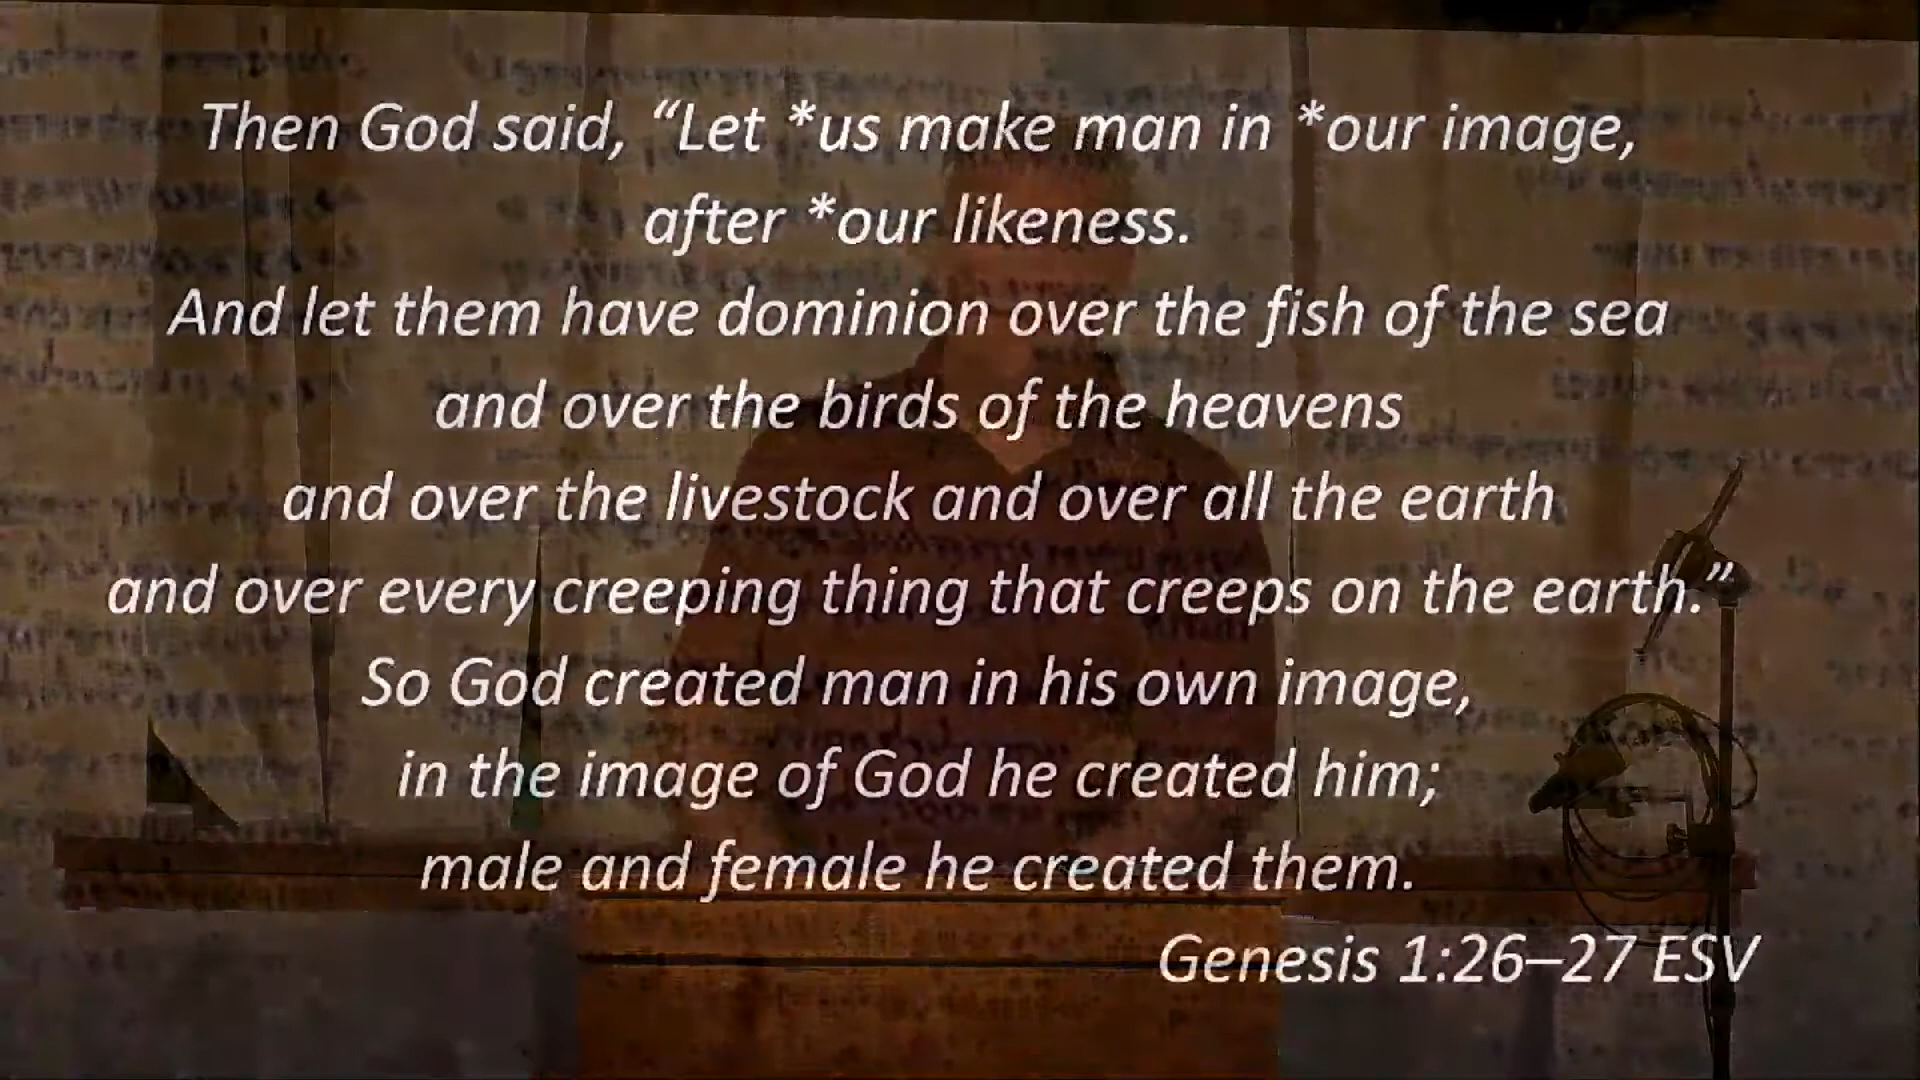 Then God said, “Let *us make man in *our image,
after *our likeness.
And let them have dominion over the fish of the sea
and over the birds of the heavens
and over the livestock and over all the earth
and over every creeping thing that creeps on the earth.”
So God created man in his own image,
in the image of God he created him;
male and female he created them.
Genesis 1:26–27 ESV